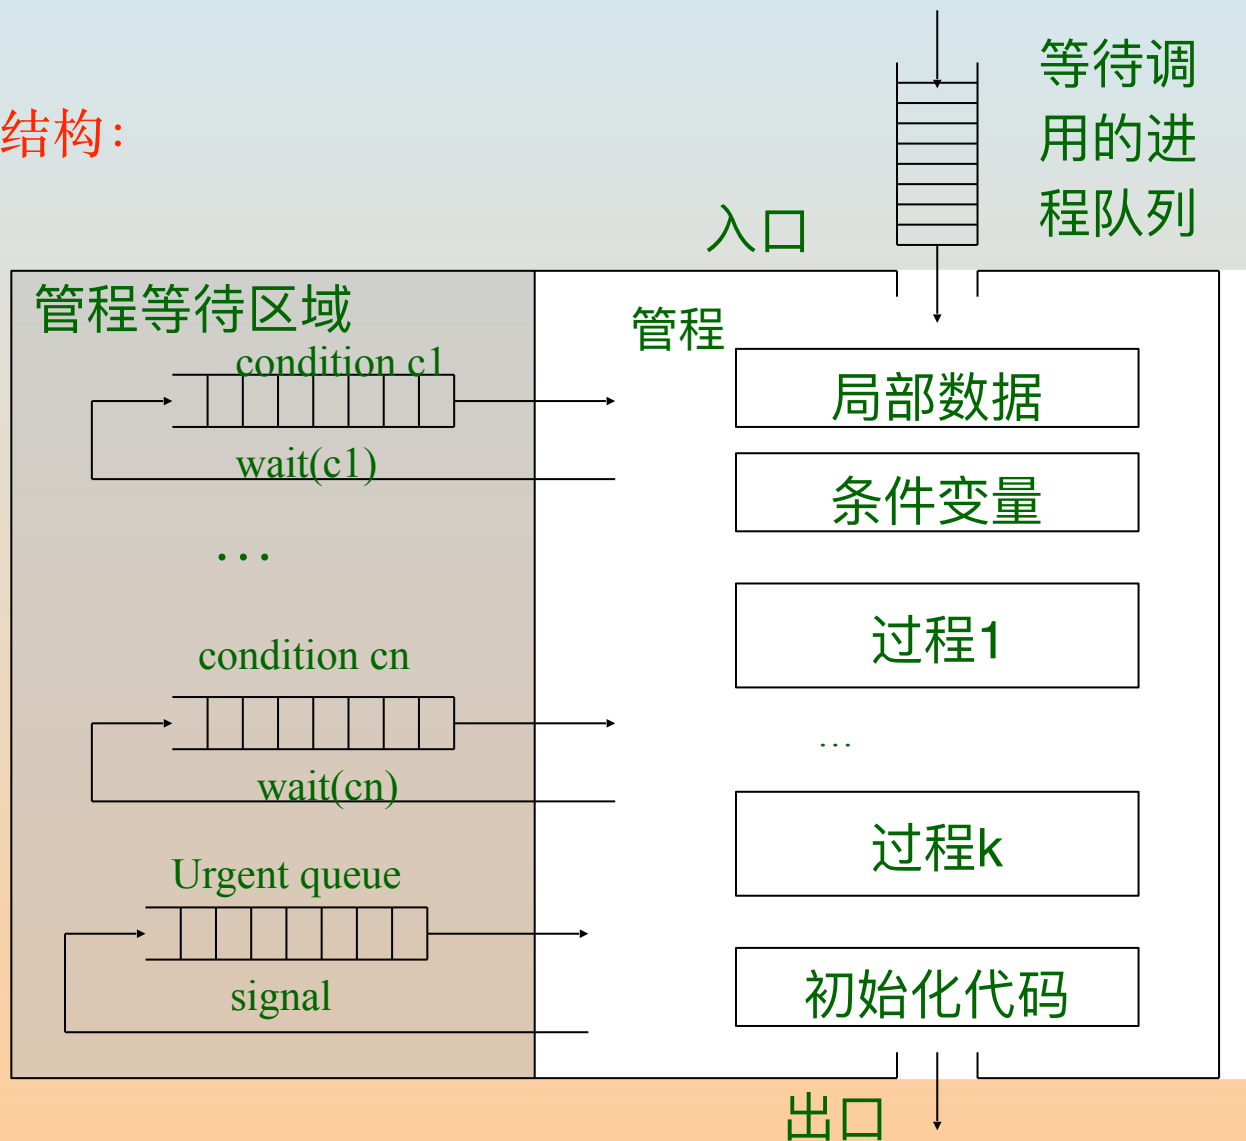 等待调
用的进
程队列
结构：
入口
管程等待区域
管程
condition c1
局部数据
wait(c1)
条件变量
…
过程1
condition cn
…
wait(cn)
过程k
Urgent queue
signal
初始化代码
出口